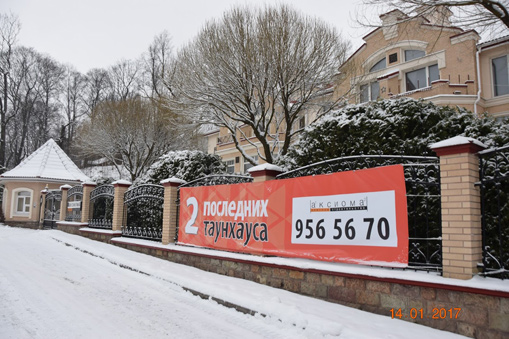 2 последних
таунхауса
аксиома
956 56 70
14.01.2017